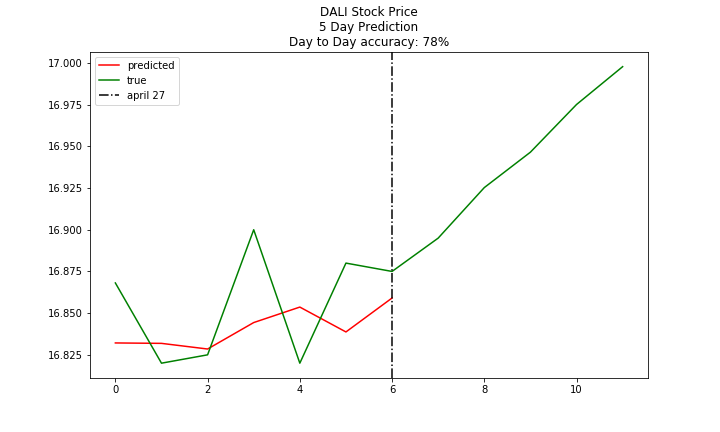 DALI Stock Price
5 Day Prediction
Day to Day accuracy: 78%
predicted
true
april 27
17.000
16.975
16.950
16.925
16.900
16.875
16.850
16.825
0 2 4 6 8 10